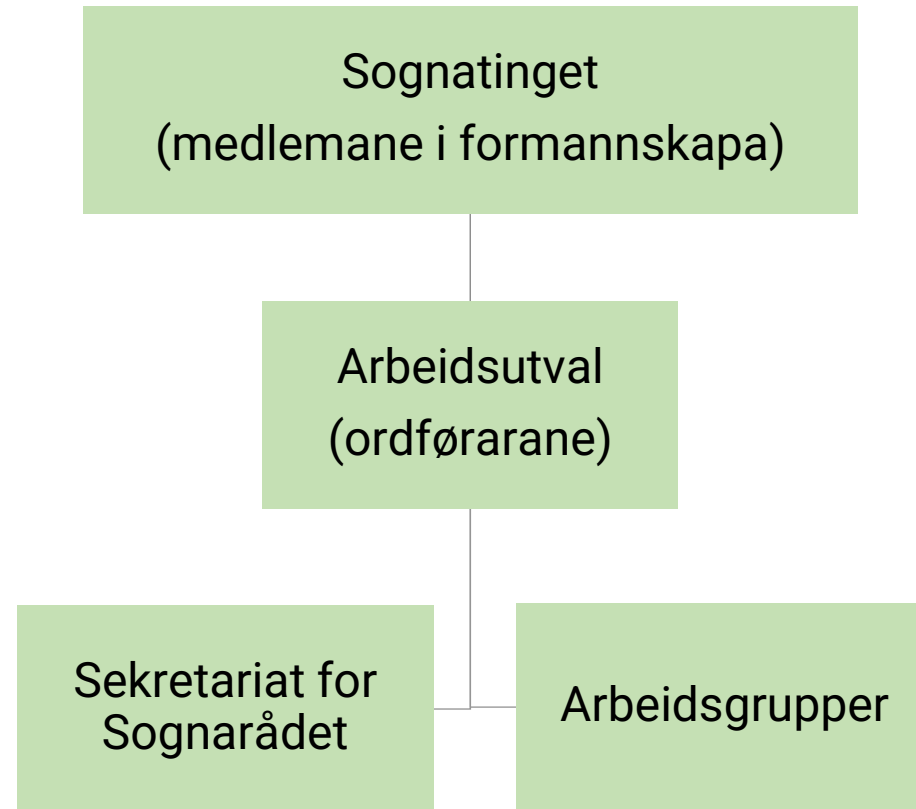 Sognatinget
(medlemane i formannskapa)
Arbeidsutval
(ordførarane)
Sekretariat for
Sognarådet
Arbeidsgrupper